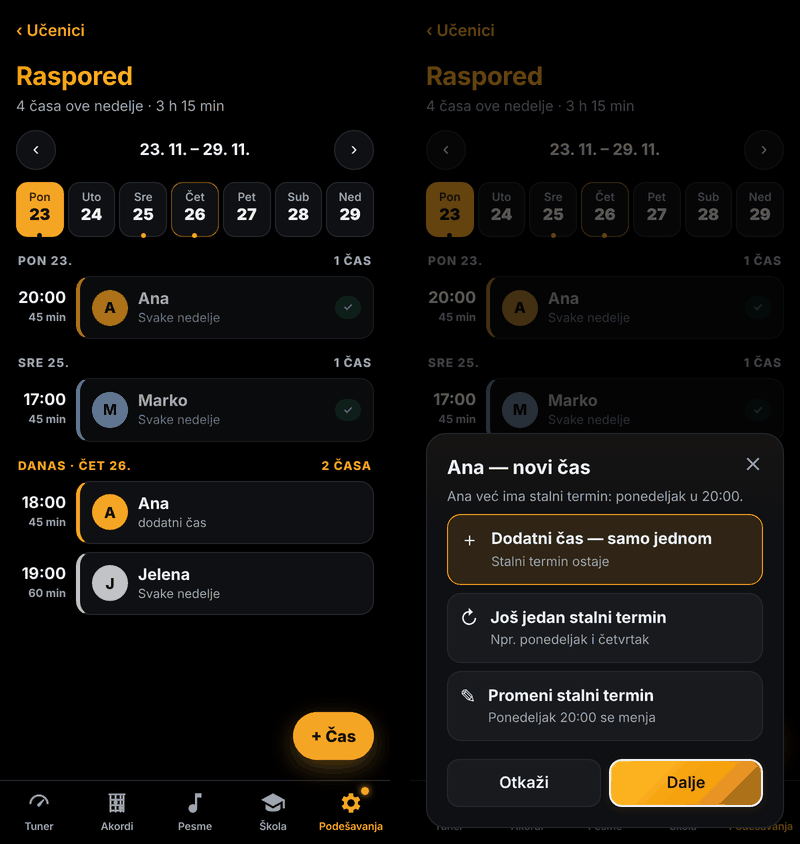 ‹ Učenici
Raspored
4 časa ove nedelje · 3 h 15 min
‹ 23. 11. – 29. 11. ›
Pon Uto Sre Čet Pet Sub Ned
23 24 25 26 27 28 29
PON 23. 1 ČAS
20:00 A Ana
45 min Svake nedelje
SRE 25. 1 ČAS
17:00 M Marko
45 min Svake nedelje
DANAS · ČET 26. 2 ČASA
18:00 A Ana
45 min dodatni čas
19:00 J Jelena
60 min Svake nedelje
+ Čas
Tuner Akordi Pesme Škola Podešavanja
‹ Učenici
Raspored
4 časa ove nedelje · 3 h 15 min
‹ 23. 11. – 29. 11. ›
Pon Uto Sre Čet Pet Sub Ned
23 24 25 26 27 28 29
PON 23. 1 ČAS
20:00 A Ana
45 min Svake nedelje
SRE 25. 1 ČAS
17:00 M Marko
45 min Svake nedelje
Ana — novi čas
Ana već ima stalni termin: ponedeljak u 20:00.
+ Dodatni čas — samo jednom
Stalni termin ostaje
Još jedan stalni termin
Npr. ponedeljak i četvrtak
Promeni stalni termin
Ponedeljak 20:00 se menja
Otkaži Dalje